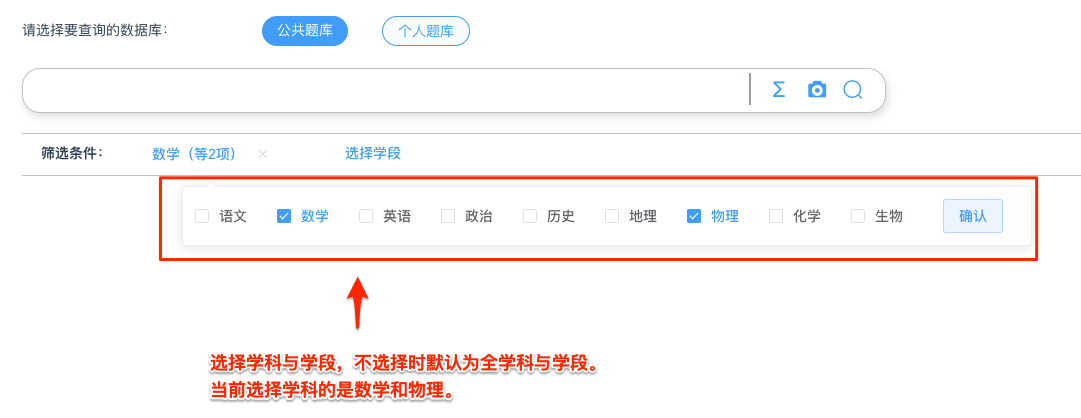 请选择要查询的数据库： 公共题库 个人题库
筛选条件： 数学（等2项） × 选择学段
语文 数学 英语 政治 历史 地理 物理 化学 生物 确认
选择学科与学段，不选择时默认为全学科与学段。
当前选择学科的是数学和物理。